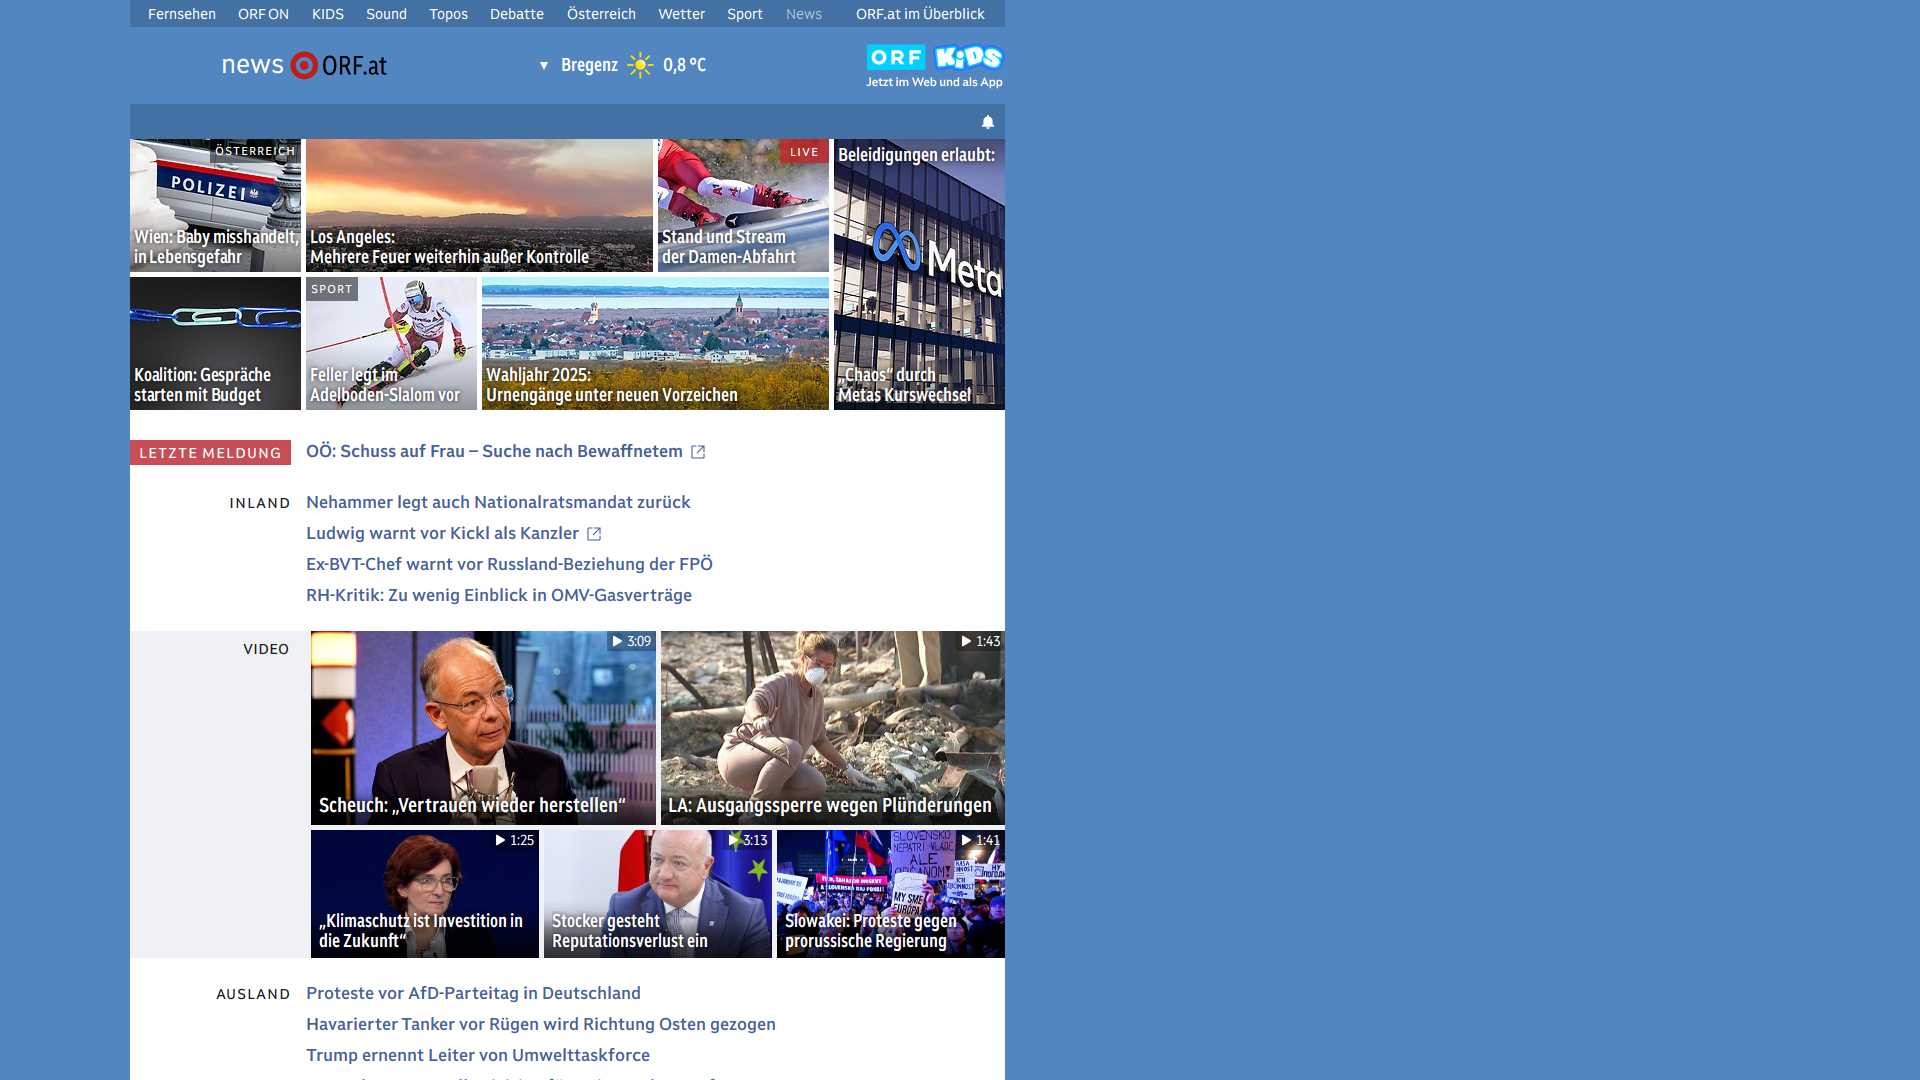 Fernsehen ORF ON KIDS Sound Topos Debatte Österreich Wetter Sport News ORF.at im Überblick
news ORF.at
Bregenz 0,8 °C
ORF KiDS
Jetzt im Web und als App
ÖSTERREICH
POLIZEI
Wien: Baby misshandelt,
in Lebensgefahr
Los Angeles:
Mehrere Feuer weiterhin außer Kontrolle
LIVE
Stand und Stream
der Damen-Abfahrt
Beleidigungen erlaubt:
Meta
„Chaos“ durch
Metas Kurswechsel
Koalition: Gespräche
starten mit Budget
SPORT
Feller legt im
Adelboden-Slalom vor
Wahljahr 2025:
Urnengänge unter neuen Vorzeichen
LETZTE MELDUNG
OÖ: Schuss auf Frau – Suche nach Bewaffnetem
INLAND
Nehammer legt auch Nationalratsmandat zurück
Ludwig warnt vor Kickl als Kanzler
Ex-BVT-Chef warnt vor Russland-Beziehung der FPÖ
RH-Kritik: Zu wenig Einblick in OMV-Gasverträge
VIDEO
3:09
Scheuch: „Vertrauen wieder herstellen“
1:43
LA: Ausgangssperre wegen Plünderungen
1:25
„Klimaschutz ist Investition in
die Zukunft“
3:13
Stocker gesteht
Reputationsverlust ein
1:41
SLOVENSKO
NEPATRÍ VLÁDE
ALE
OBČANOM!
MY SME
EURÓPA
Slowakei: Proteste gegen
prorussische Regierung
AUSLAND
Proteste vor AfD-Parteitag in Deutschland
Havarierter Tanker vor Rügen wird Richtung Osten gezogen
Trump ernennt Leiter von Umwelttaskforce